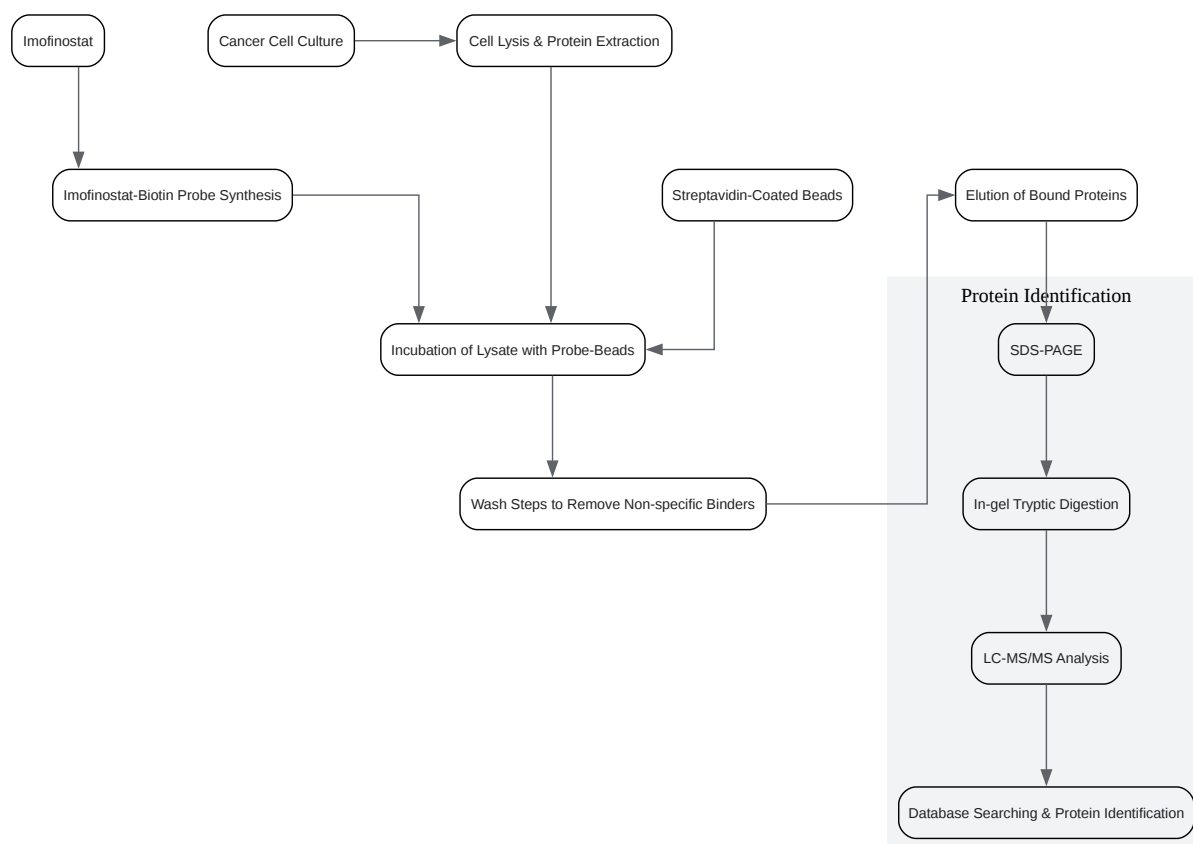 Imofinostat
Cancer Cell Culture
Cell Lysis & Protein Extraction
Imofinostat-Biotin Probe Synthesis
Streptavidin-Coated Beads
Elution of Bound Proteins
Protein Identification
Incubation of Lysate with Probe-Beads
SDS-PAGE
Wash Steps to Remove Non-specific Binders
In-gel Tryptic Digestion
LC-MS/MS Analysis
Database Searching & Protein Identification